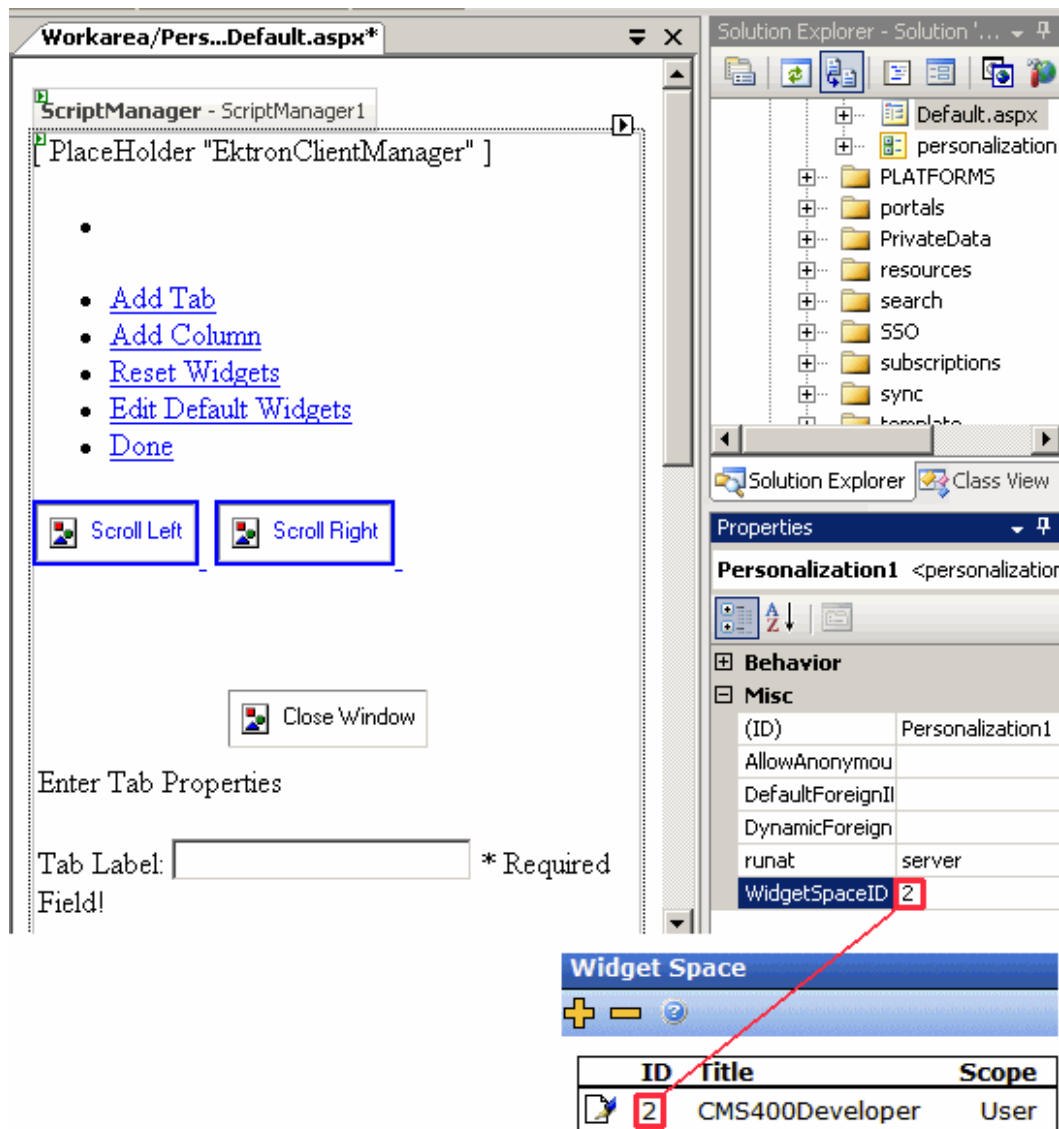 Workarea/Pers...Default.aspx*
ScriptManager - ScriptManager1
[ PlaceHolder "EktronClientManager" ]
Add Tab
Add Column
Reset Widgets
Edit Default Widgets
Done
Scroll Left
Scroll Right
Close Window
Enter Tab Properties
Tab Label:
* Required
Field!
Solution Explorer - Solution '...
Default.aspx
personalization
PLATFORMS
portals
PrivateData
resources
search
SSO
subscriptions
sync
template
Solution Explorer
Class View
Properties
Personalization1 <personalization
Behavior
Misc
(ID) Personalization1
AllowAnonymou
DefaultForeignII
DynamicForeign
runat server
WidgetSpaceID 2
Widget Space
ID Title Scope
2 CMS400Developer User